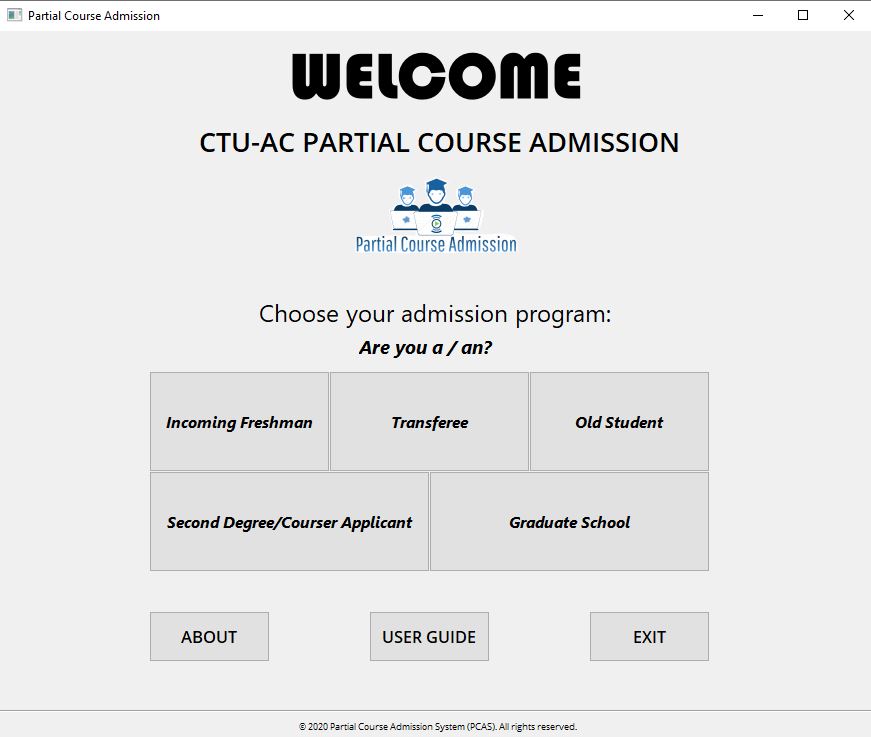 Partial Course Admission
WELCOME
CTU-AC PARTIAL COURSE ADMISSION
Partial Course Admission
Choose your admission program:
Are you a / an?
Incoming Freshman
Transferee
Old Student
Second Degree/Courser Applicant
Graduate School
ABOUT
USER GUIDE
EXIT
© 2020 Partial Course Admission System (PCAS). All rights reserved.